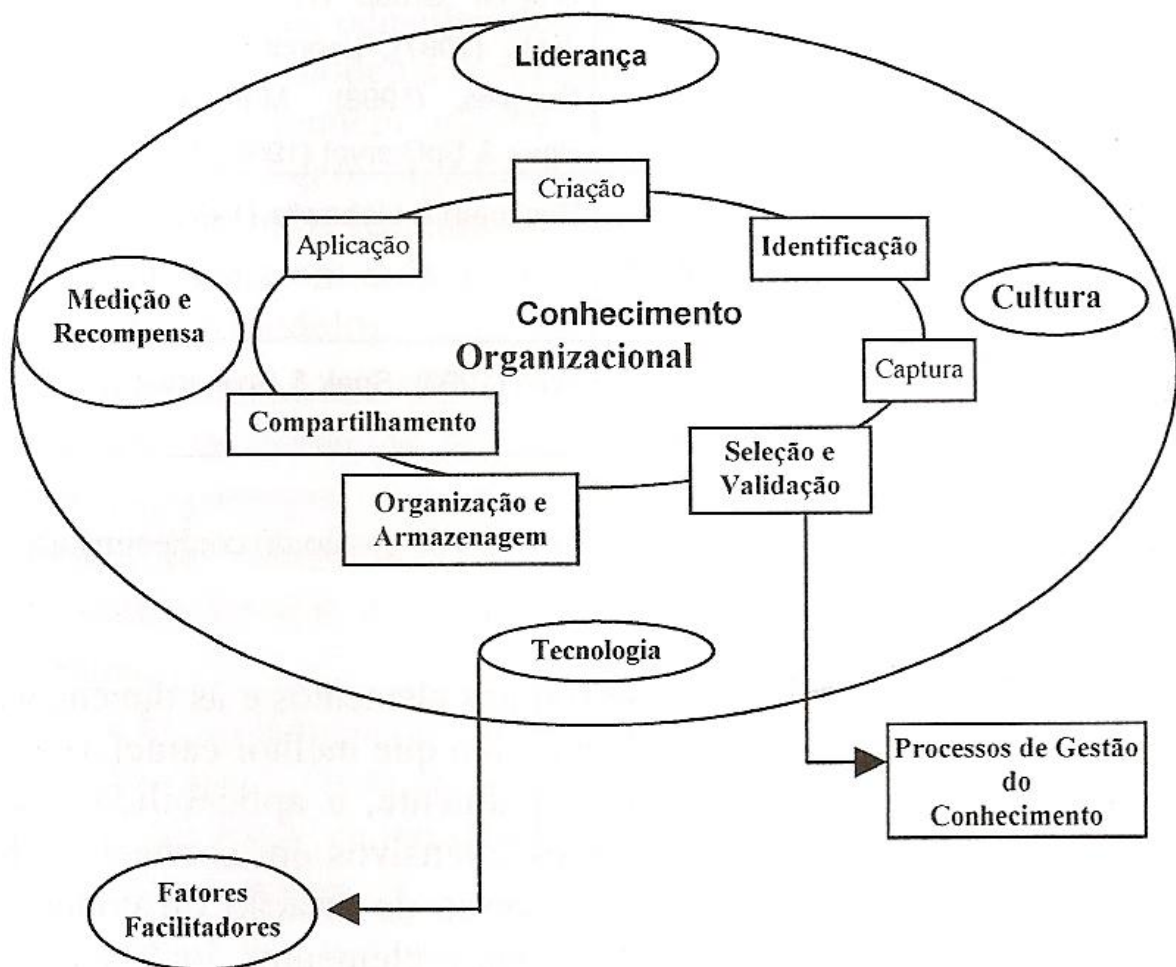 Liderança
Criação
Aplicação
Identificação
Medição e
Recompensa
Cultura
Conhecimento
Organizacional
Captura
Compartilhamento
Seleção e
Validação
Organização e
Armazenagem
Tecnologia
Processos de Gestão
do
Conhecimento
Fatores
Facilitadores